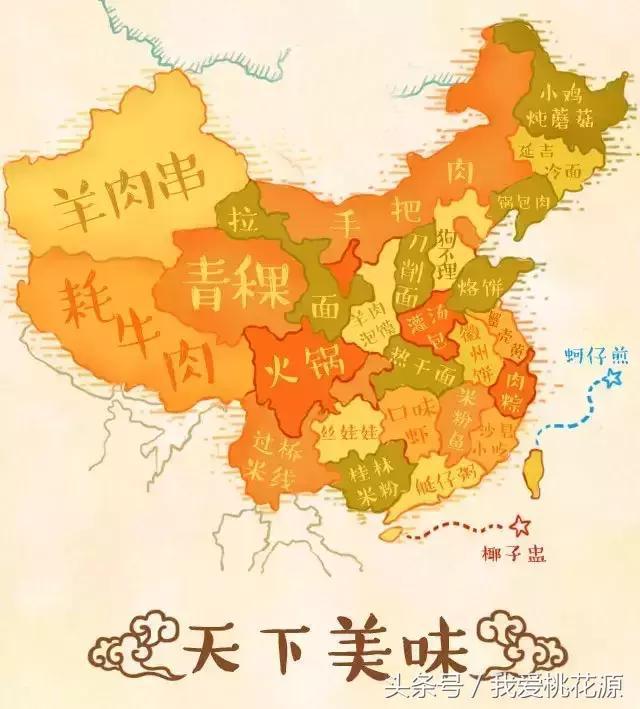 小鸡
炖蘑菇
延吉
冷面
锅包肉
羊肉串
拉面
手把肉
狗不理
刀削面
青稞
耗牛肉
烙饼
羊肉
泡馍
灌汤
包
蟹壳黄
徽州饼
蚵仔煎
火锅
热干面
肉粽
米粉鱼
口味
虾
丝娃娃
过桥
米线
沙县
小吃
桂林
米粉
艇仔粥
椰子盅
天下美味
头条号／我爱桃花源